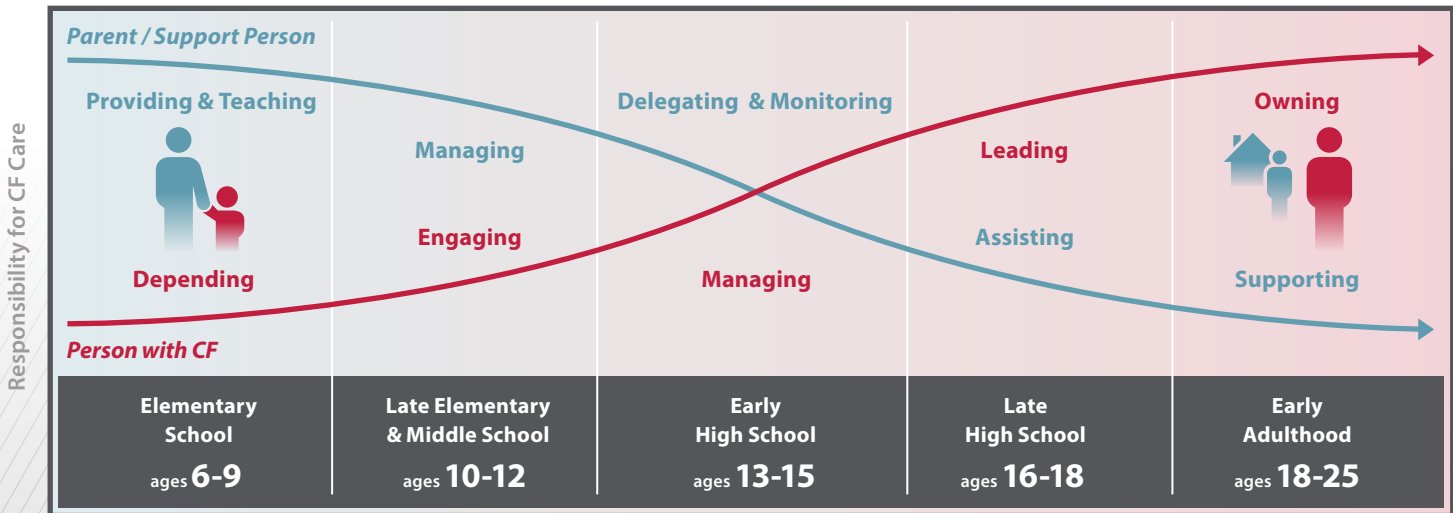 Responsibility for CF Care
Parent / Support Person
Providing & Teaching
Depending
Person with CF
Managing
Engaging
Delegating & Monitoring
Managing
Leading
Assisting
Owning
Supporting
Elementary
School
ages 6-9
Late Elementary
& Middle School
ages 10-12
Early
High School
ages 13-15
Late
High School
ages 16-18
Early
Adulthood
ages 18-25